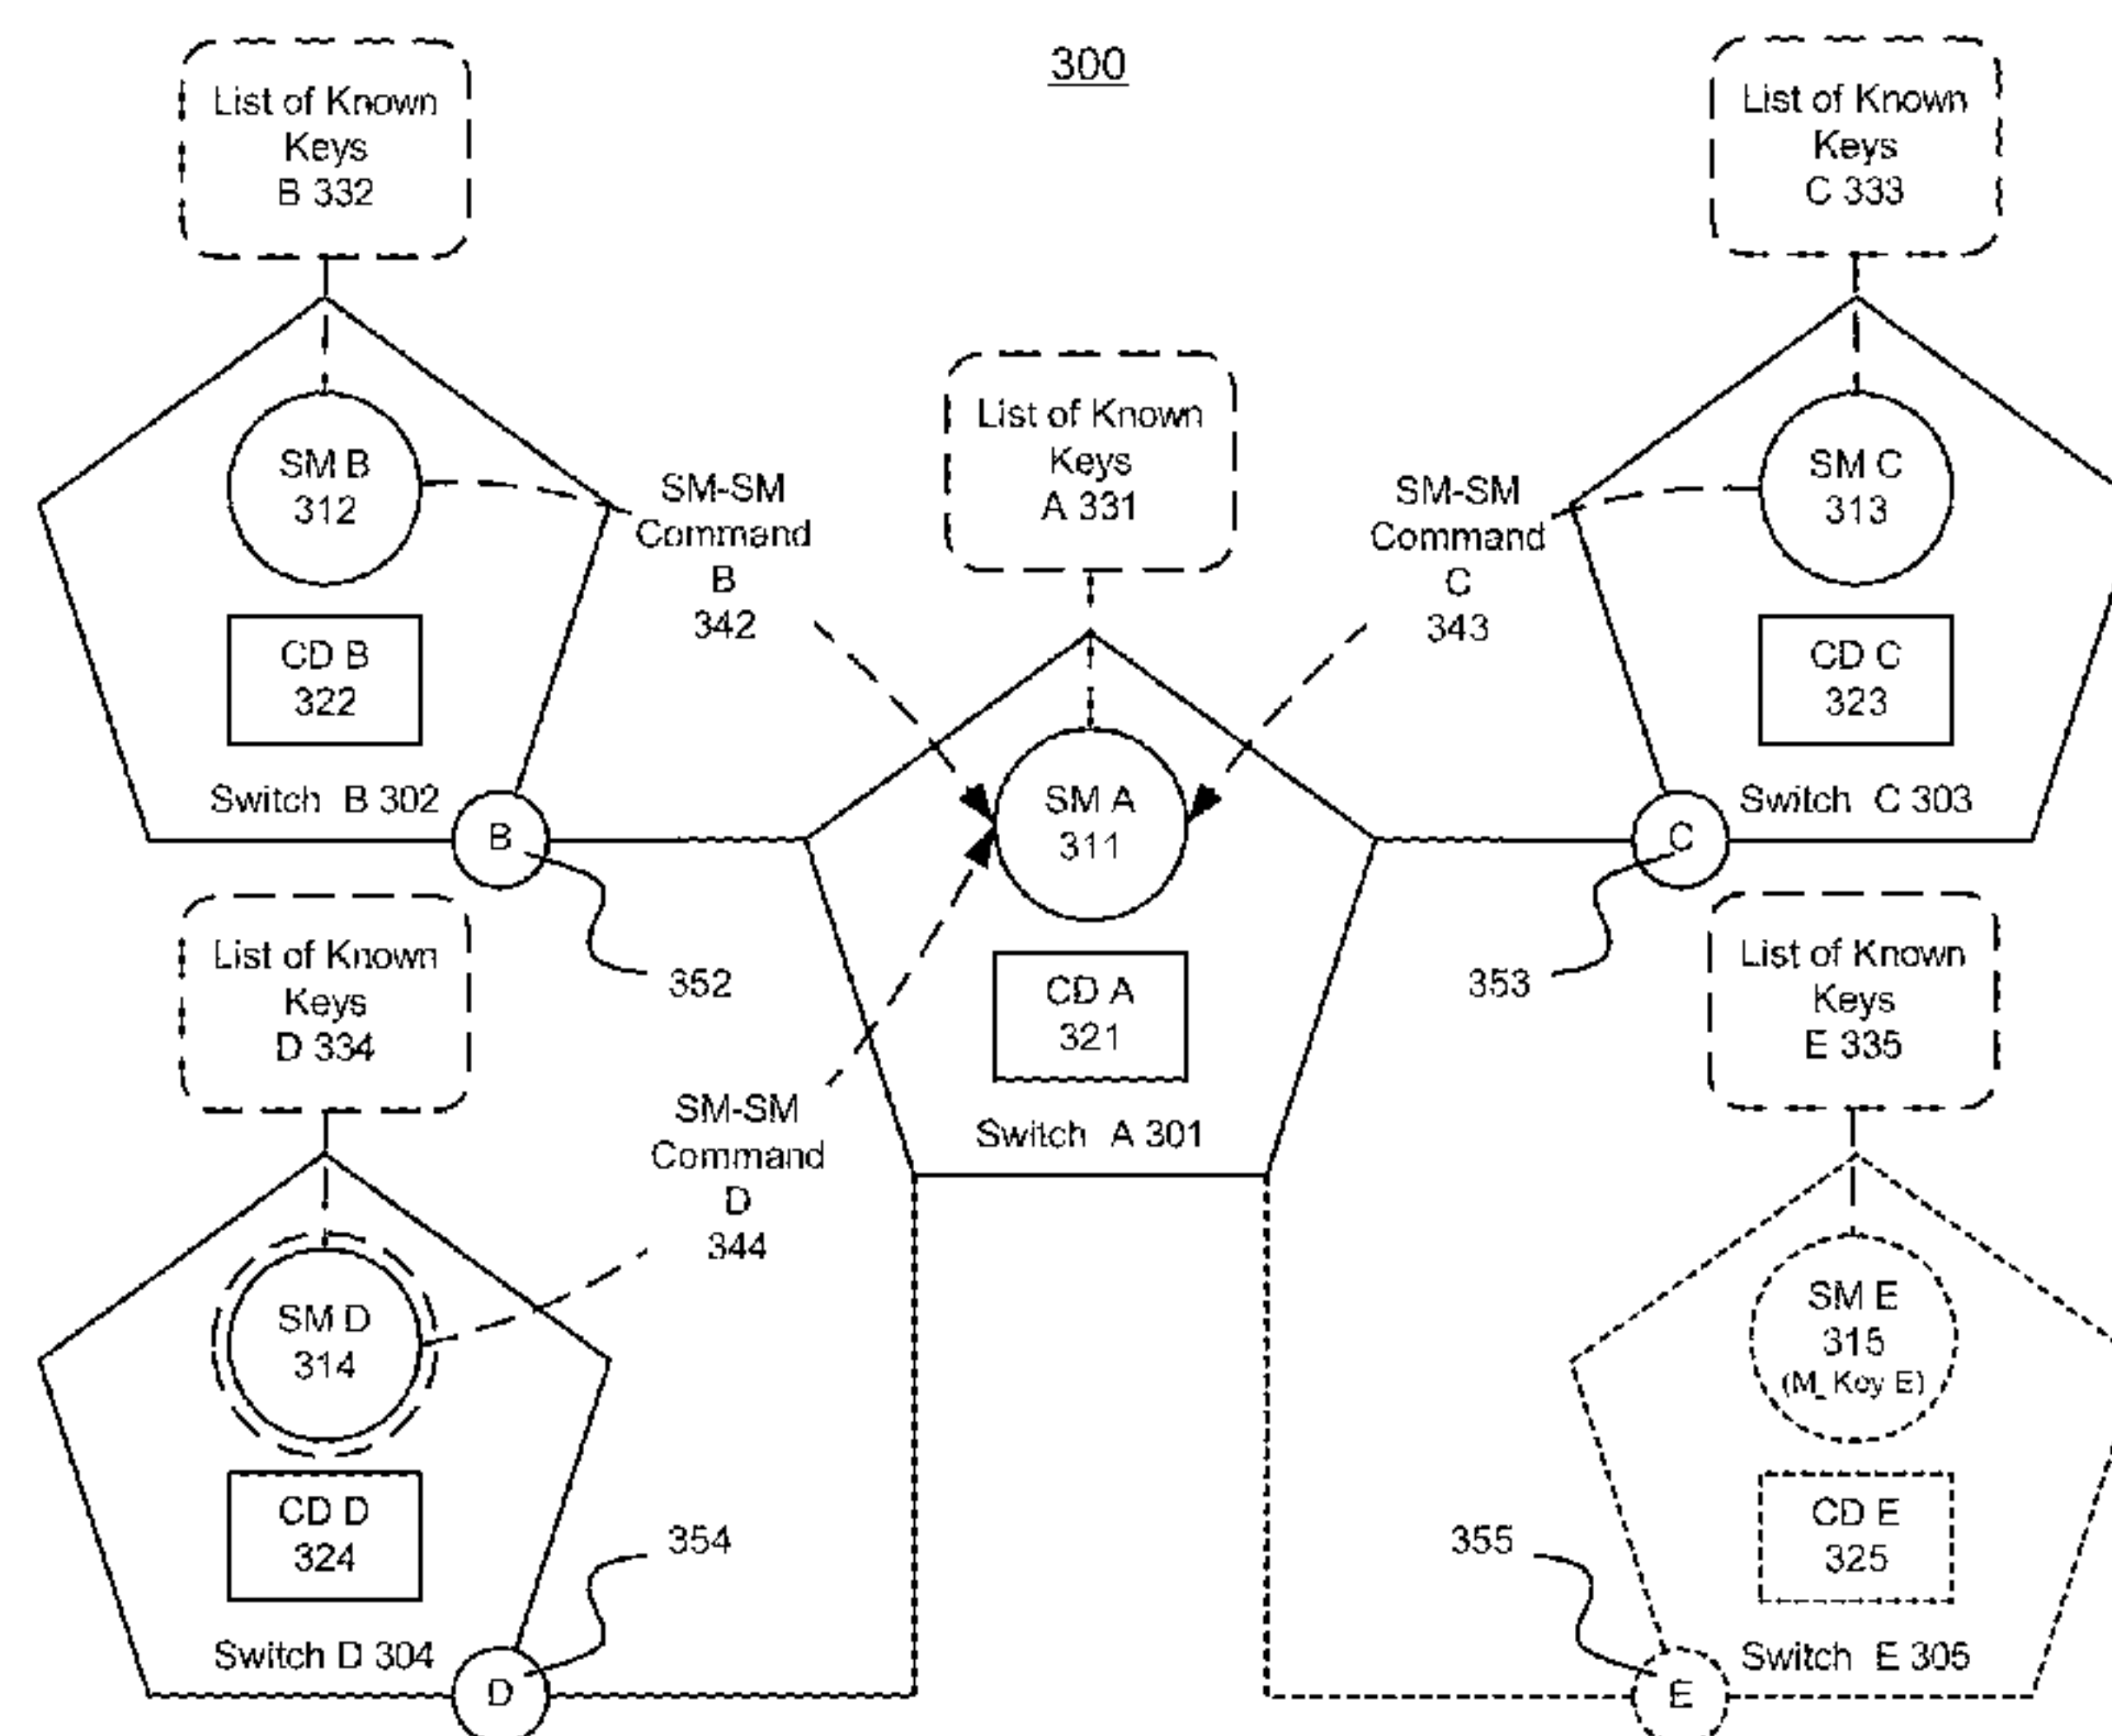 300
List of Known
Keys
B 332
List of Known
Keys
C 333
List of Known
Keys
A 331
SM B
312
SM-SM
Command
B
342
SM-SM
Command
C
343
SM C
313
CD B
322
CD C
323
SM A
311
Switch B 302
B
Switch C 303
C
352
353
CD A
321
Switch A 301
List of Known
Keys
D 334
List of Known
Keys
E 335
SM-SM
Command
D
344
SM D
314
SM E
315
(M_Key E)
CD D
324
CD E
325
354
355
Switch D 304
D
Switch E 305
E